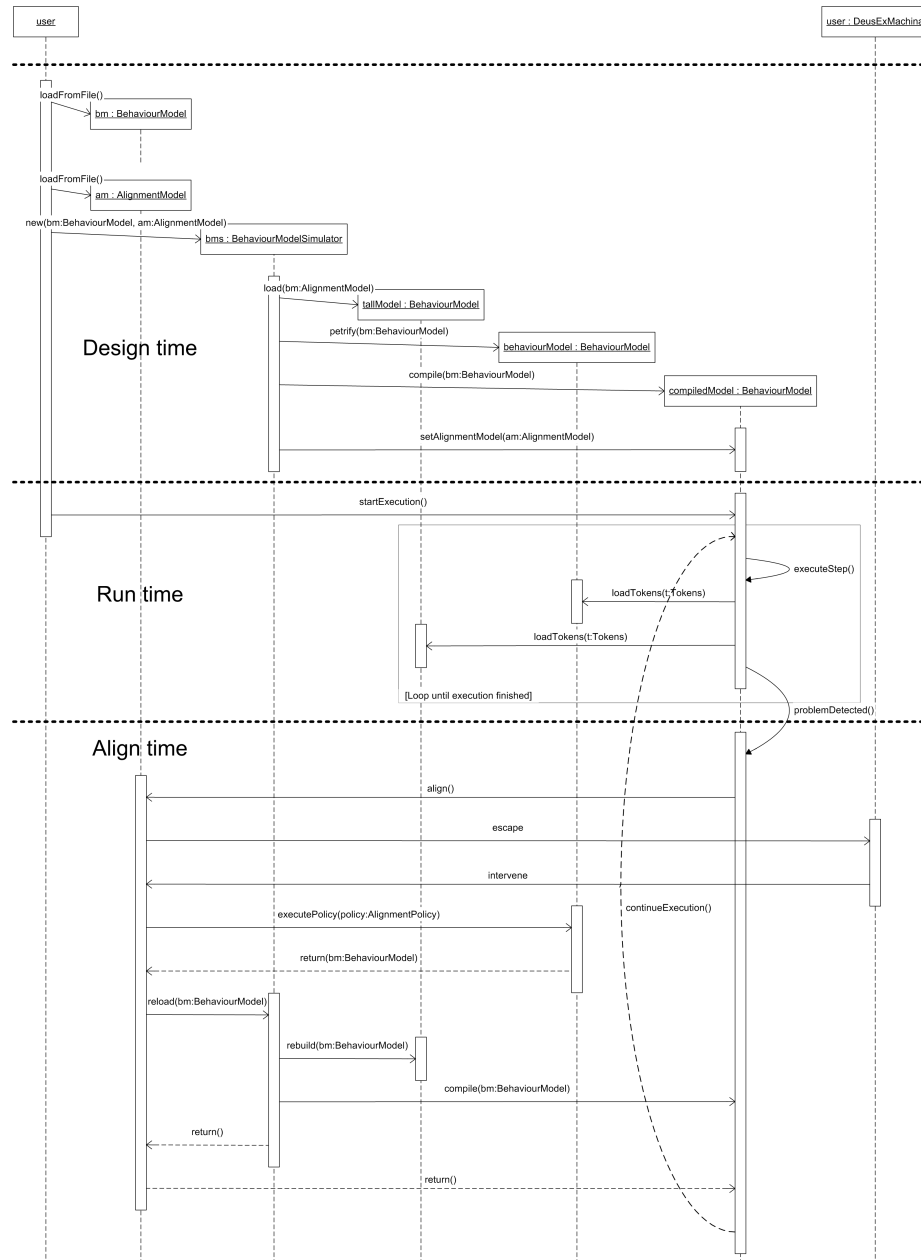 user
user : DeusExMachina
loadFromFile()
bm : BehaviourModel
loadFromFile()
am : AlignmentModel
new(bm:BehaviourModel, am:AlignmentModel)
bms : BehaviourModelSimulator
load(bm:AlignmentModel)
tallModel : BehaviourModel
petrify(bm:BehaviourModel)
behaviourModel : BehaviourModel
Design time
compile(bm:BehaviourModel)
compiledModel : BehaviourModel
setAlignmentModel(am:AlignmentModel)
startExecution()
executeStep()
Run time
loadTokens(t:Tokens)
loadTokens(t:Tokens)
[Loop until execution finished]
problemDetected()
Align time
align()
escape
intervene
continueExecution()
executePolicy(policy:AlignmentPolicy)
return(bm:BehaviourModel)
reload(bm:BehaviourModel)
rebuild(bm:BehaviourModel)
compile(bm:BehaviourModel)
return()
return()